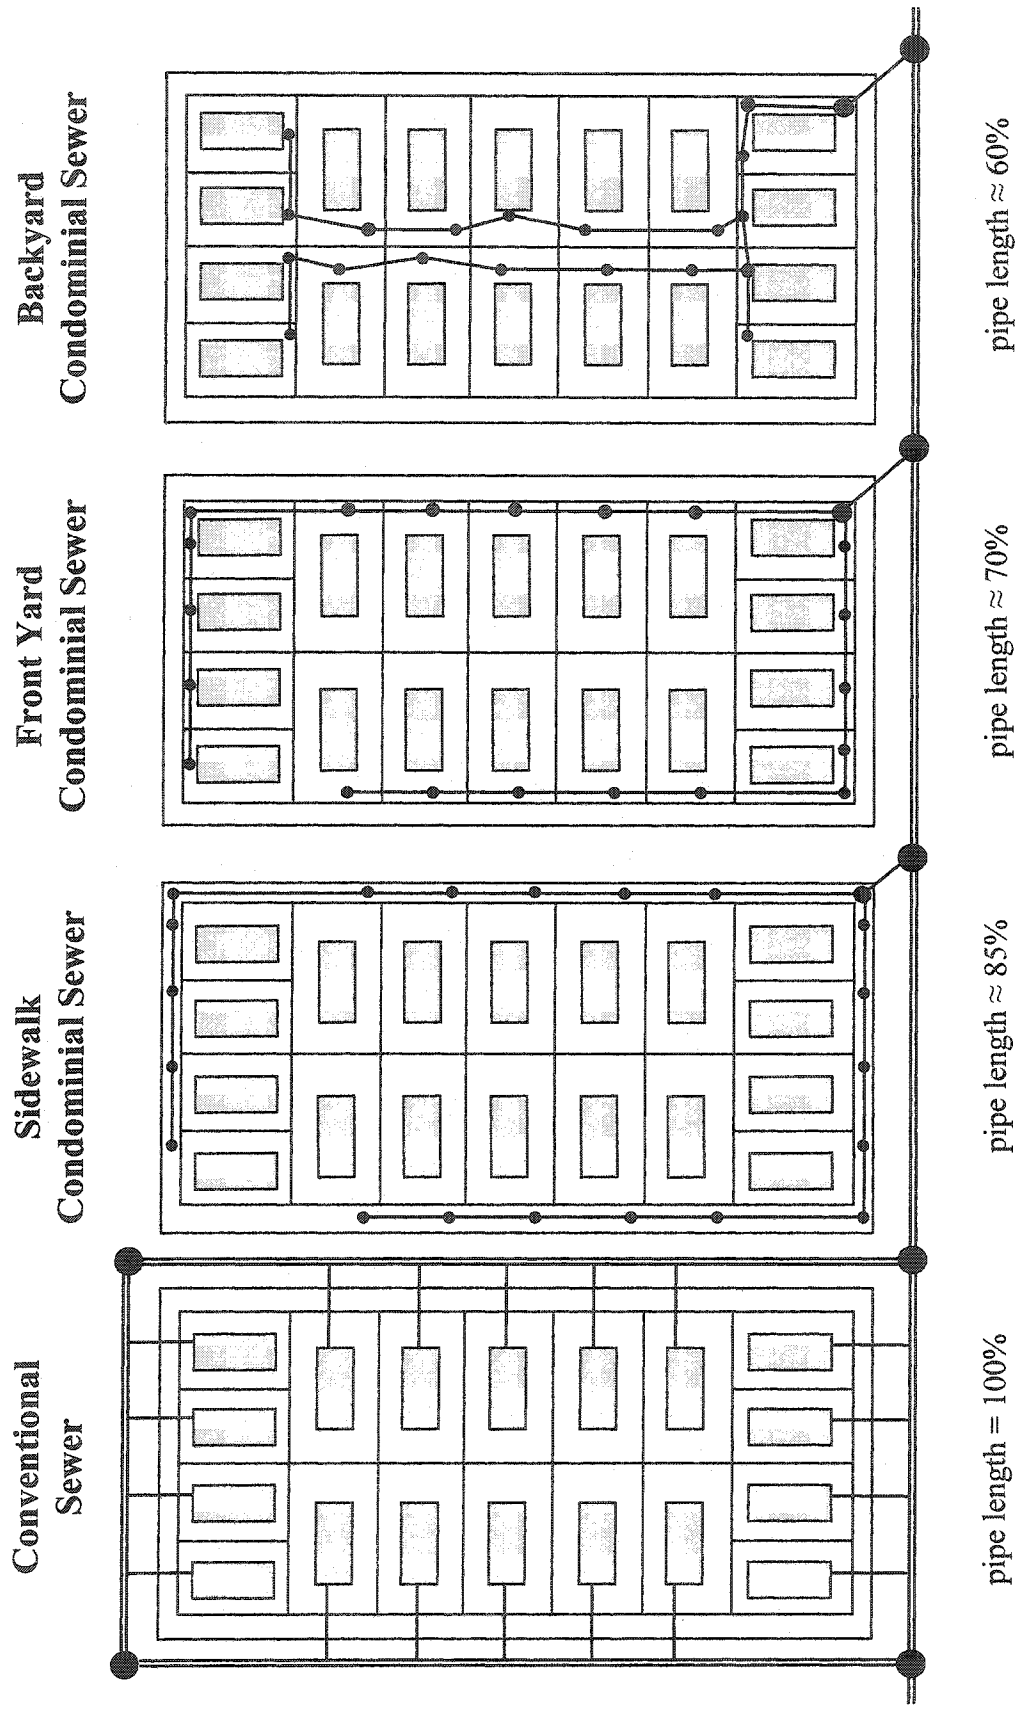 Conventional
Sewer
Sidewalk
Condominial Sewer
Front Yard
Condominial Sewer
Backyard
Condominial Sewer
pipe length = 100%
pipe length ≈ 85%
pipe length ≈ 70%
pipe length ≈ 60%